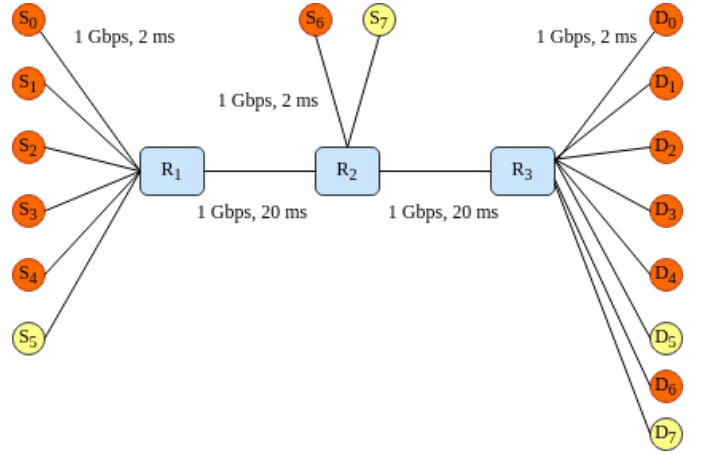 S0 S6 S7 D0
1 Gbps, 2 ms 1 Gbps, 2 ms
S1 D1
1 Gbps, 2 ms
S2 D2
R1 R2 R3
S3 D3
1 Gbps, 20 ms 1 Gbps, 20 ms
S4 D4
S5 D5
D6
D7